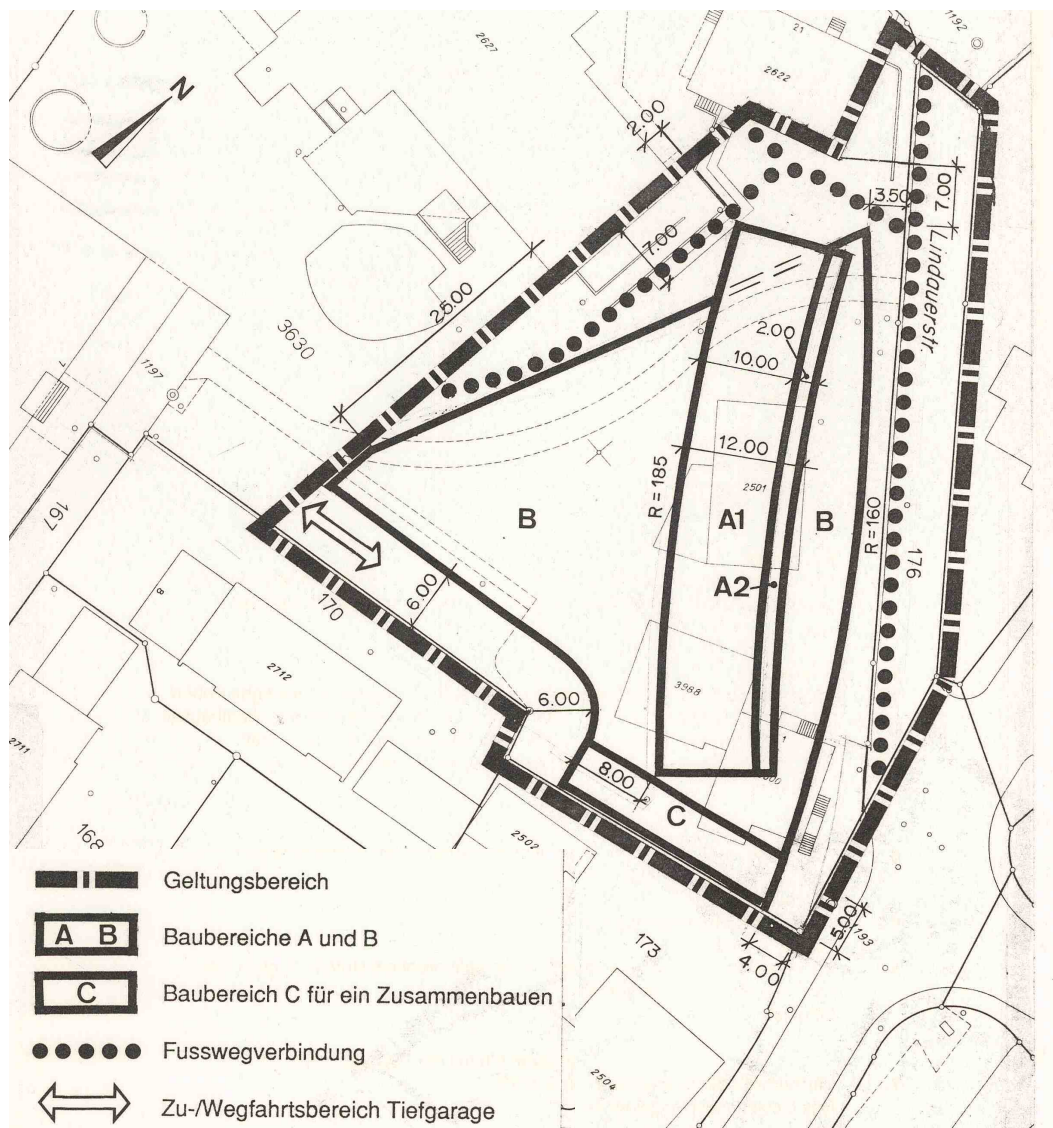 1192
21
2627
2622
N
2.00
3.50
7.00
Lindauerstr.
7.00
25.00
3630
2.00
10.00
1197
12.00
R=185
2501
167
B
A1
B
R=160
176
A2
170
8
6.00
2712
3988
6.00
1
2711
8.00
C
168
2502
173
5.00
1193
4.00
2504
Geltungsbereich
A B Baubereiche A und B
C Baubereich C für ein Zusammenbauen
Fusswegverbindung
Zu-/Wegfahrtsbereich Tiefgarage